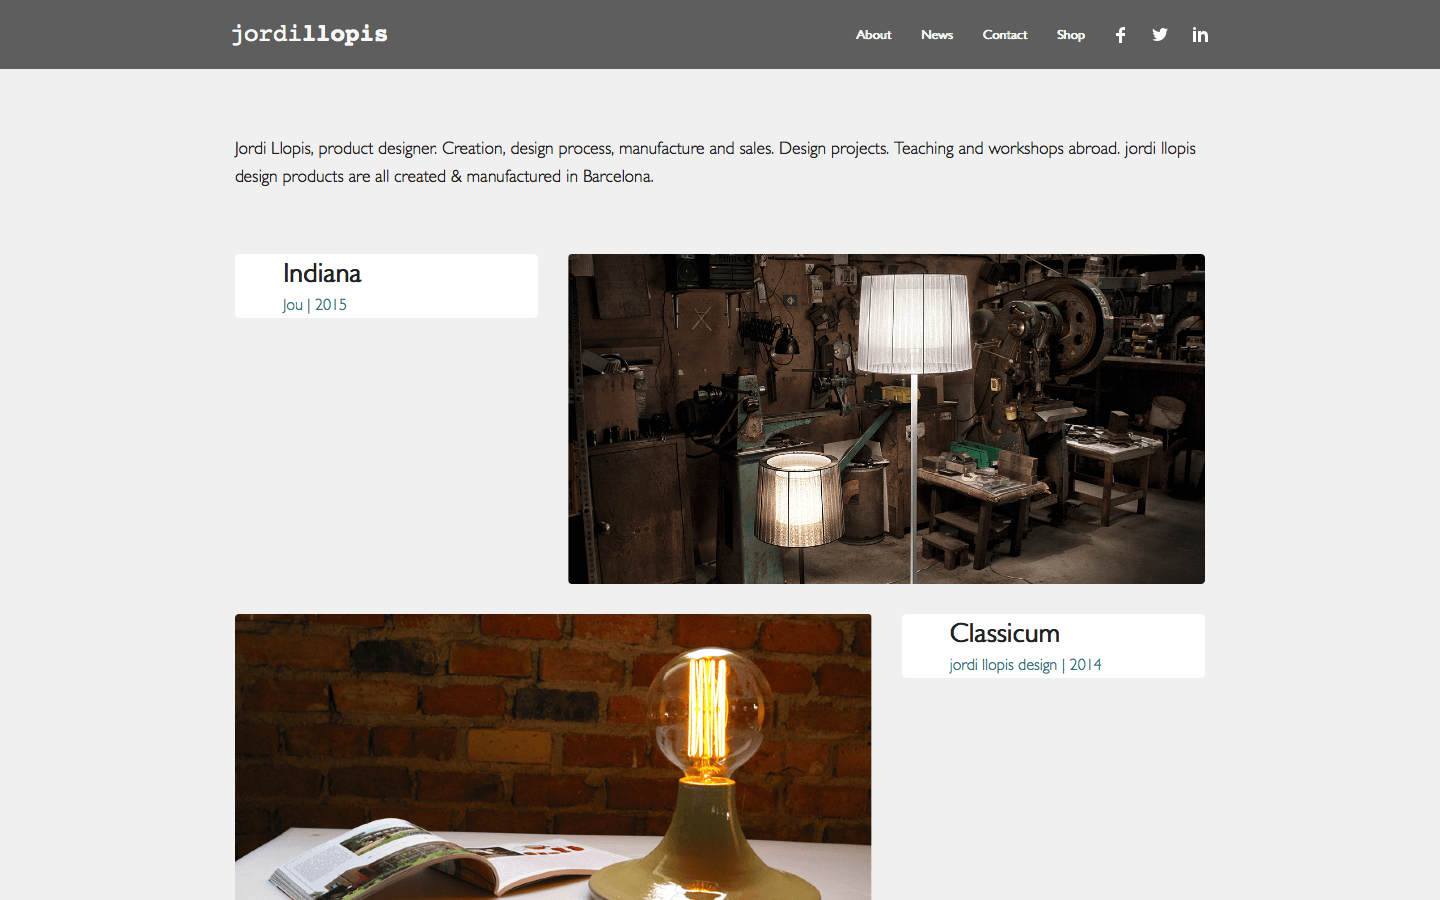 jordillopis
About News Contact Shop
Jordi Llopis, product designer. Creation, design process, manufacture and sales. Design projects. Teaching and workshops abroad. jordi llopis
design products are all created & manufactured in Barcelona.
Indiana
Jou | 2015
Classicum
jordi llopis design | 2014